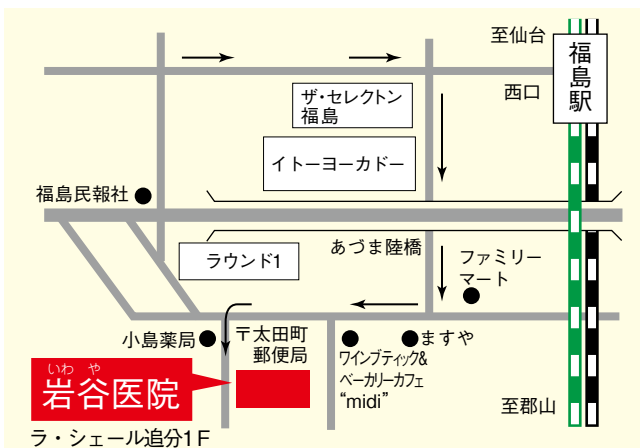 至仙台
福島駅
西口
ザ・セレクトン
福島
イトーヨーカドー
福島民報社
ラウンド1
あづま陸橋
ファミリー
マート
小島薬局
〒太田町
郵便局
ますや
ワインブティック&
ベーカリーカフェ
“midi”
いわ や
岩谷医院
至郡山
ラ・シェール追分1F